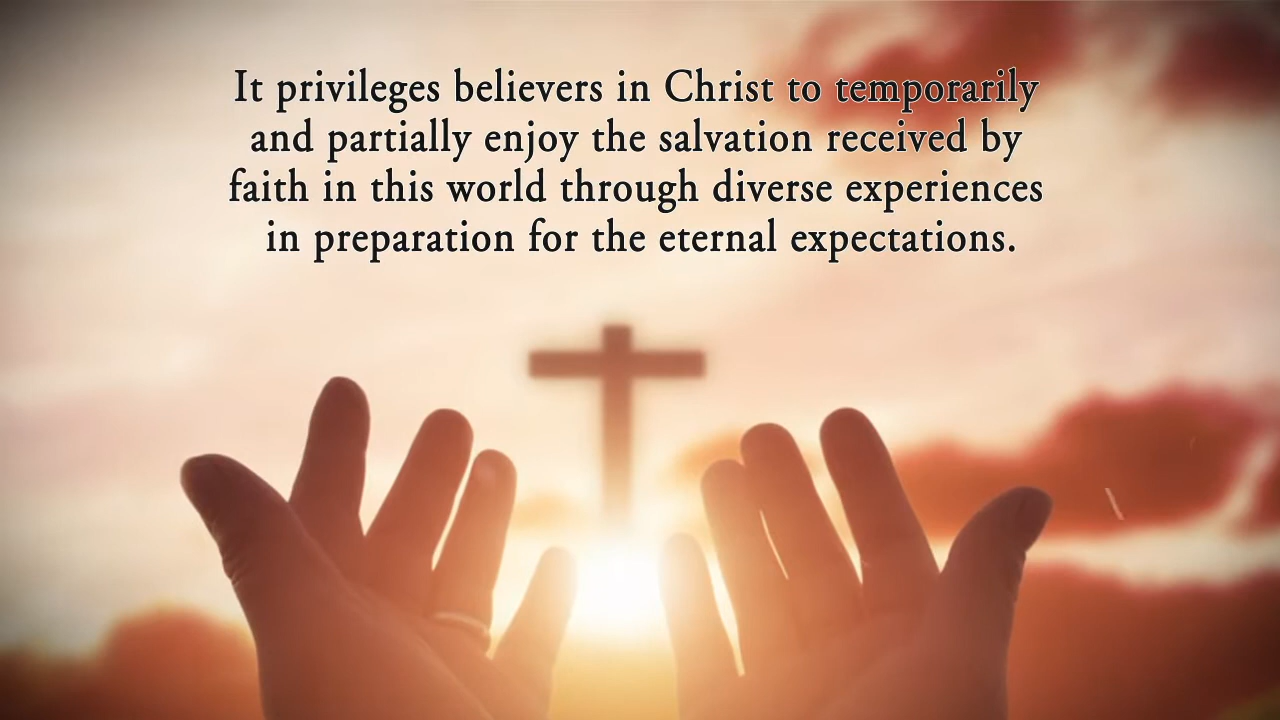 It privileges believers in Christ to temporarily
and partially enjoy the salvation received by
faith in this world through diverse experiences
in preparation for the eternal expectations.